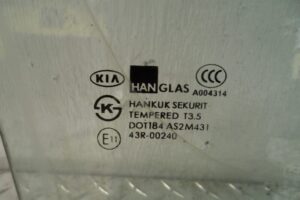 KIA HANGLAS CCC
A004314
HANKUK SEKURIT
TEMPERED T3.5
DOT184 AS2M431
E11 43R-00240